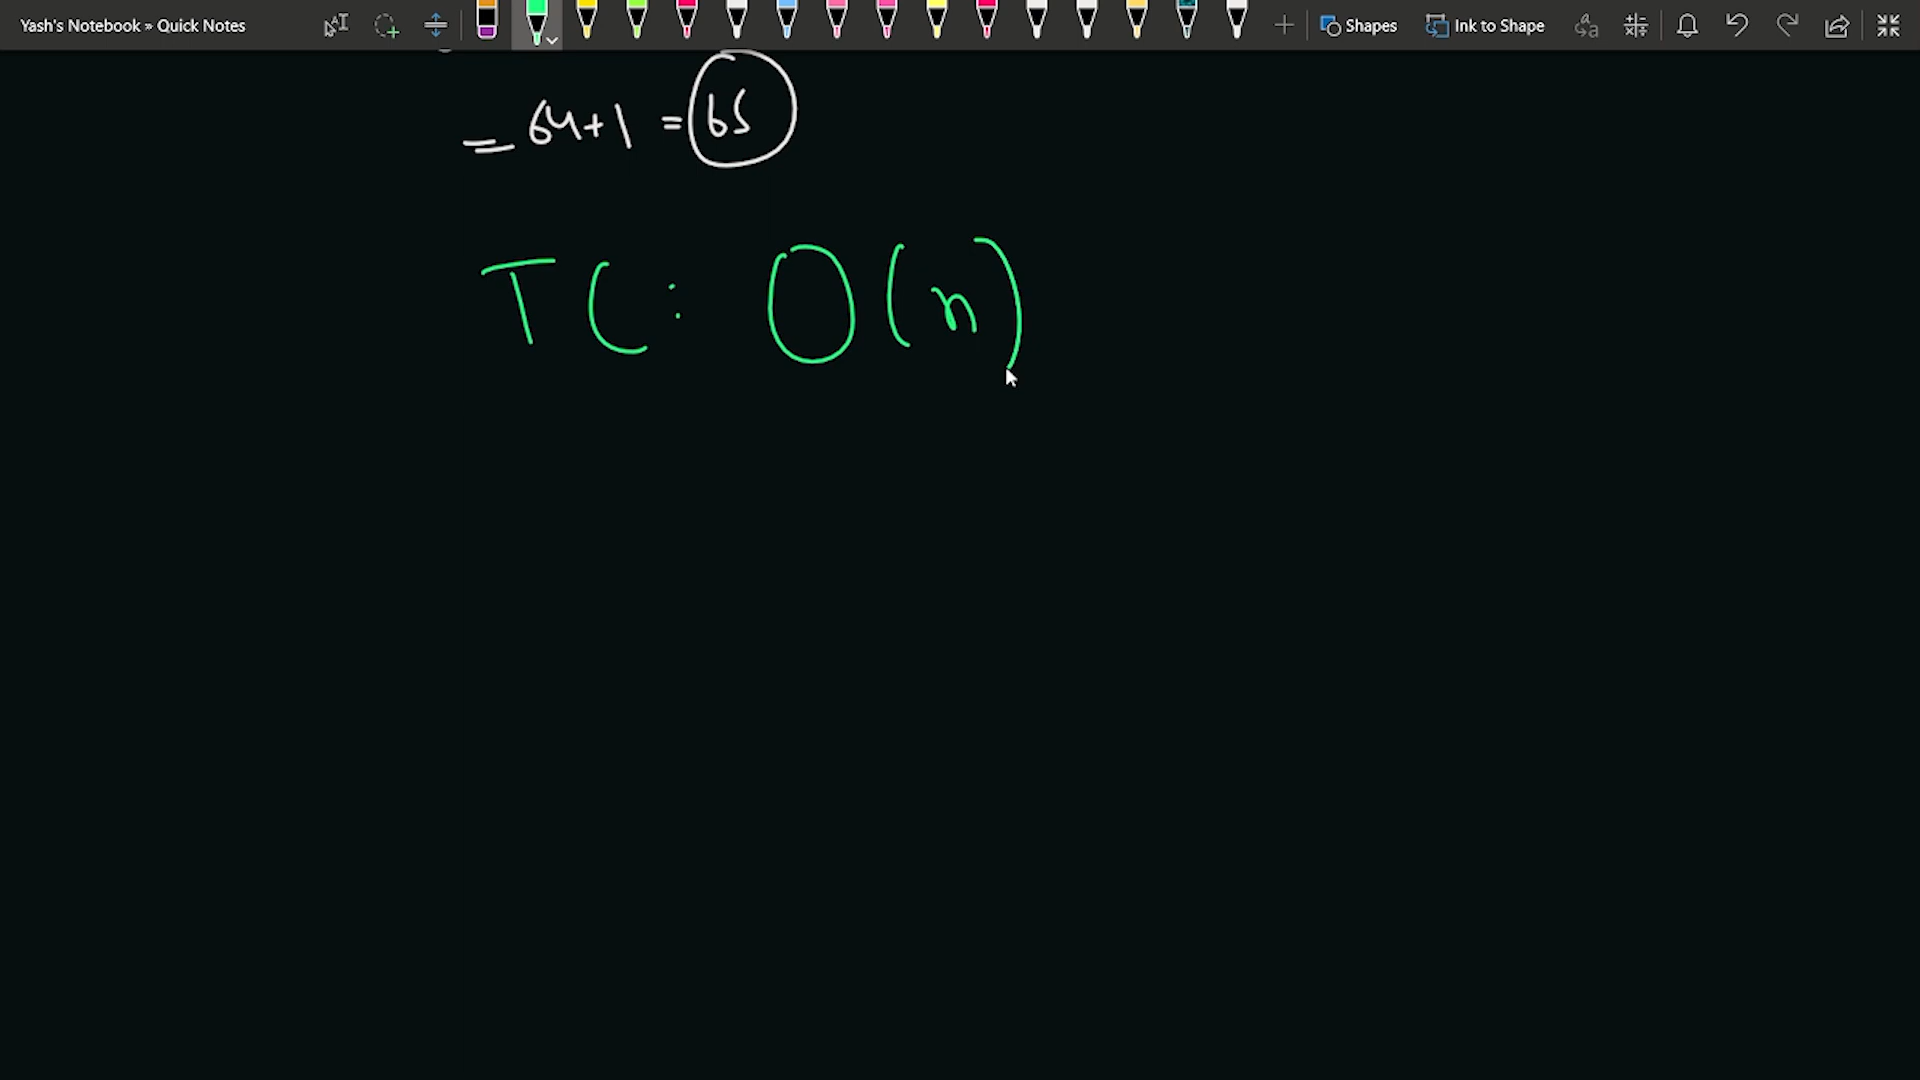 Yash's Notebook » Quick Notes
Shapes
Ink to Shape
= 64+1 = 65
TC: O(n)